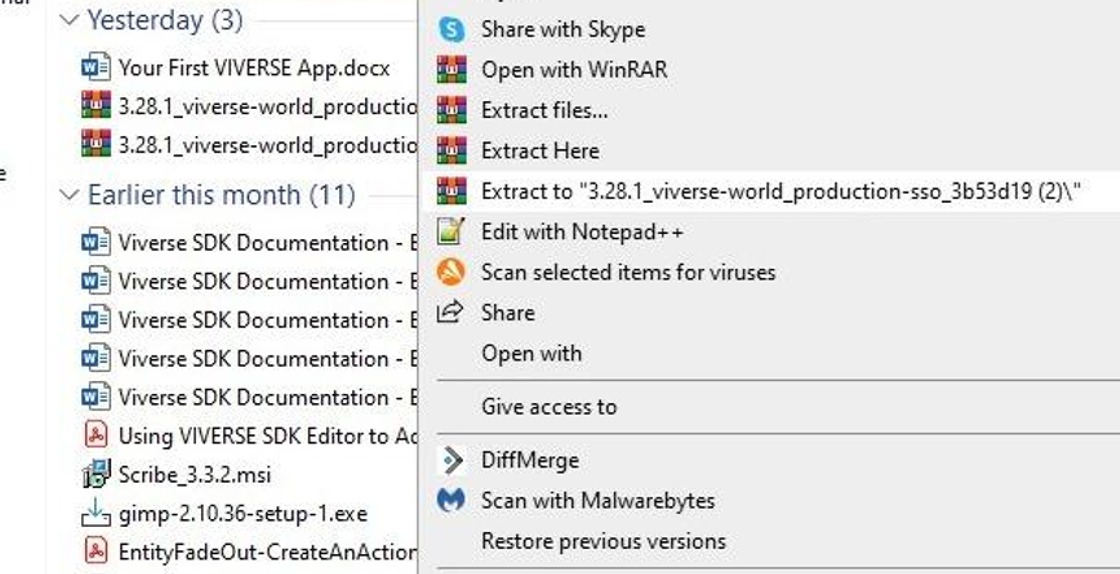 Yesterday (3)
Your First VIVERSE App.docx
3.28.1_viverse-world_productio
3.28.1_viverse-world_productio
Earlier this month (11)
Viverse SDK Documentation - E
Viverse SDK Documentation - E
Viverse SDK Documentation - E
Viverse SDK Documentation - E
Viverse SDK Documentation - E
Using VIVERSE SDK Editor to Ac
Scribe_3.3.2.msi
gimp-2.10.36-setup-1.exe
EntityFadeOut-CreateAnAction
Share with Skype
Open with WinRAR
Extract files...
Extract Here
Extract to "3.28.1_viverse-world_production-sso_3b53d19 (2)\"
Edit with Notepad++
Scan selected items for viruses
Share
Open with
Give access to
DiffMerge
Scan with Malwarebytes
Restore previous versions